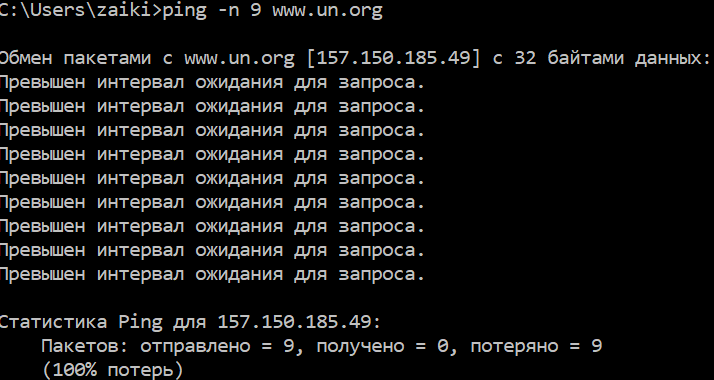 C:\Users\zaiki>ping -n 9 www.un.org
Обмен пакетами с www.un.org [157.150.185.49] с 32 байтами данных:
Превышен интервал ожидания для запроса.
Превышен интервал ожидания для запроса.
Превышен интервал ожидания для запроса.
Превышен интервал ожидания для запроса.
Превышен интервал ожидания для запроса.
Превышен интервал ожидания для запроса.
Превышен интервал ожидания для запроса.
Превышен интервал ожидания для запроса.
Превышен интервал ожидания для запроса.
Статистика Ping для 157.150.185.49:
Пакетов: отправлено = 9, получено = 0, потеряно = 9
(100% потерь)